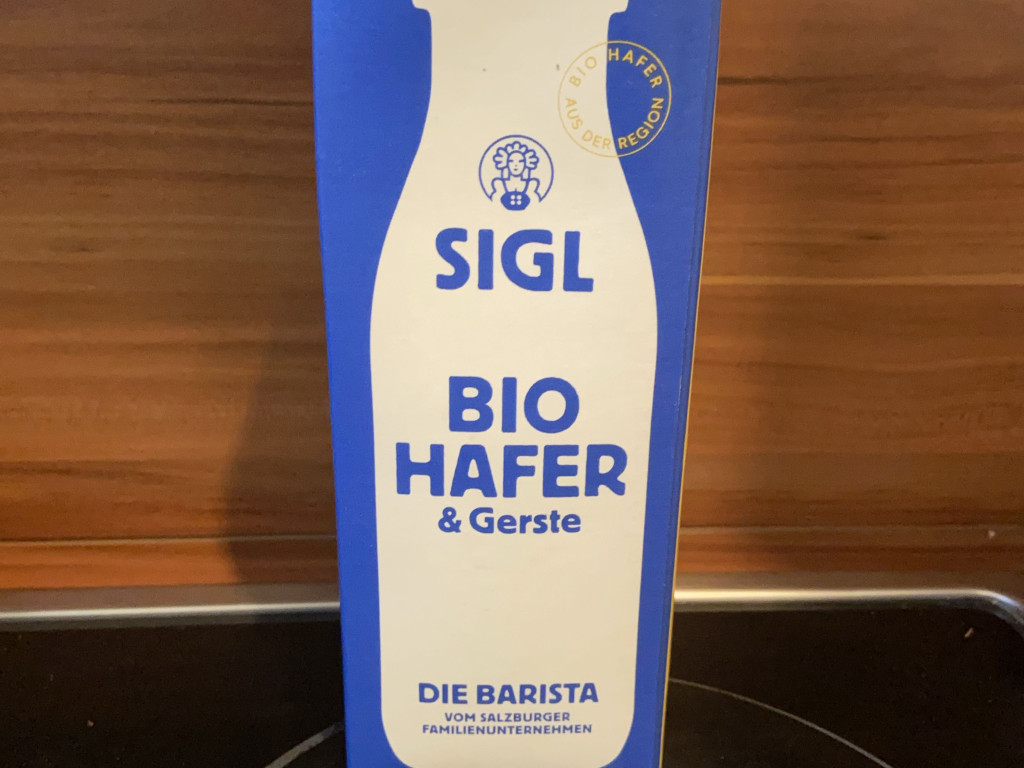 BIO HAFER
AUS DER REGION
SIGL
BIO
HAFER
& Gerste
DIE BARISTA
VOM SALZBURGER
FAMILIENUNTERNEHMEN